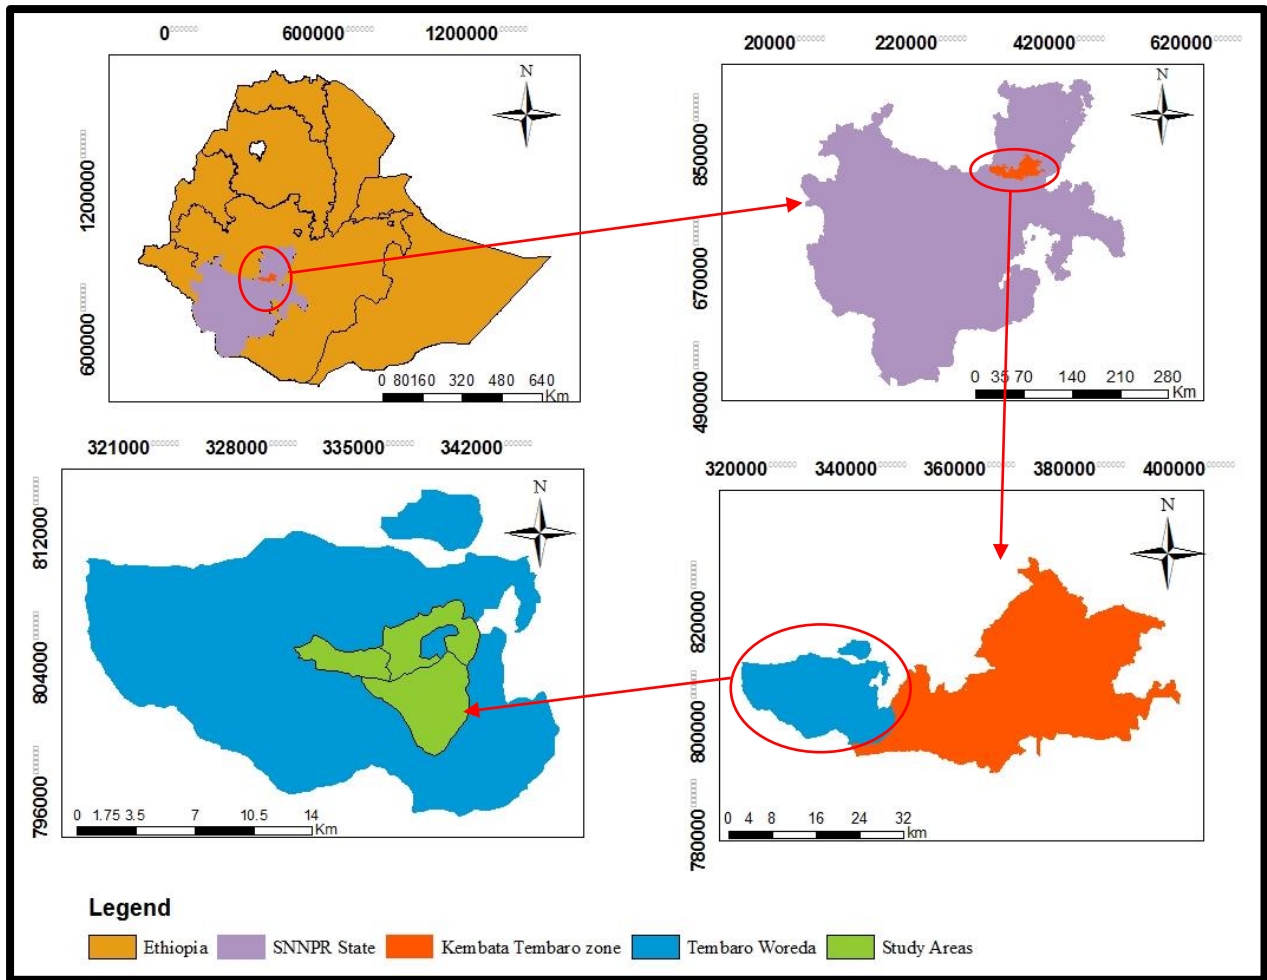 0 600000 1200000
N
1200000
600000
0 80160 320 480 640
Km
20000 220000 420000 620000
N
850000
670000
490000
0 35 70 140 210 280
Km
321000 328000 335000 342000
N
812000
804000
796000
0 1.75 3.5 7 10.5 14
Km
320000 340000 360000 380000 400000
N
820000
800000
780000
0 4 8 16 24 32
km
Legend
Ethiopia SNNPR State Kembata Tembaro zone Tembaro Woreda Study Areas